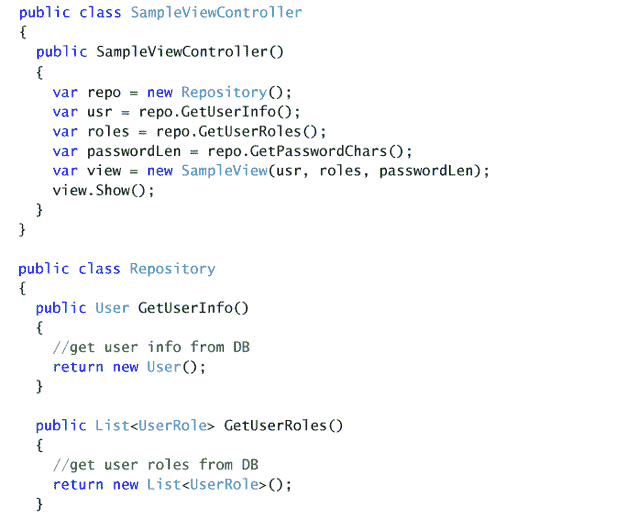 public class SampleViewController
{
  public SampleViewController()
  {
    var repo = new Repository();
    var usr = repo.GetUserInfo();
    var roles = repo.GetUserRoles();
    var passwordLen = repo.GetPasswordChars();
    var view = new SampleView(usr, roles, passwordLen);
    view.Show();
  }
}

public class Repository
{
  public User GetUserInfo()
  {
    //get user info from DB
    return new User();
  }

  public List<UserRole> GetUserRoles()
  {
    //get user roles from DB
    return new List<UserRole>();
  }